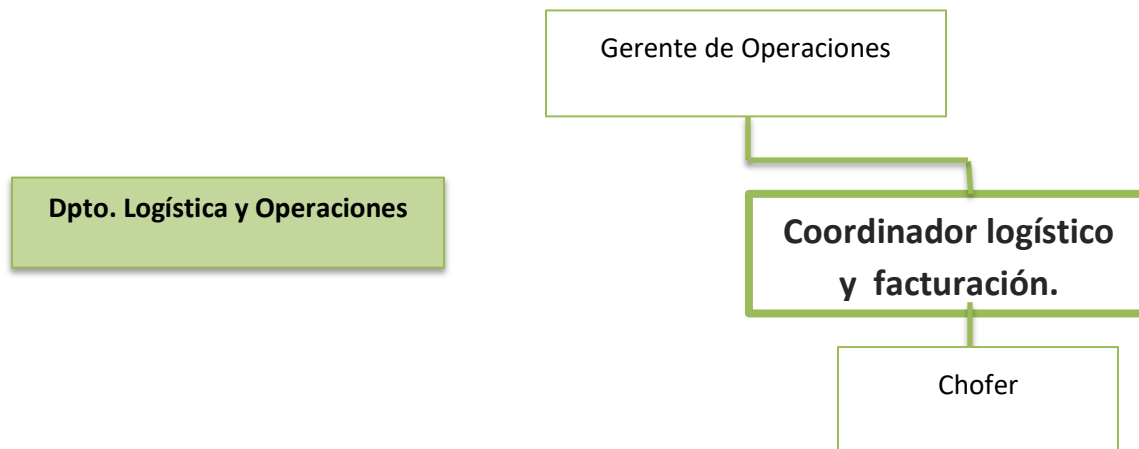 Gerente de Operaciones
Dpto. Logística y Operaciones
Coordinador logístico
y facturación.
Chofer